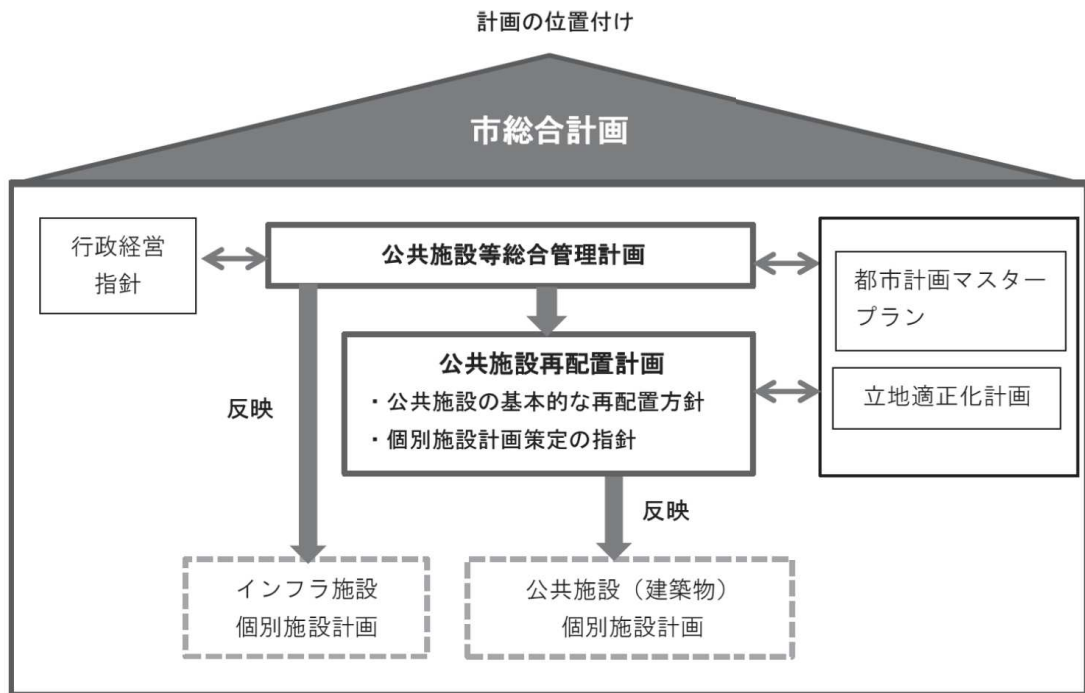 計画の位置付け
市総合計画
行政経営
指針
公共施設等総合管理計画
都市計画マスター
プラン
公共施設再配置計画
・公共施設の基本的な再配置方針
・個別施設計画策定の指針
立地適正化計画
反映
反映
インフラ施設
個別施設計画
公共施設（建築物）
個別施設計画